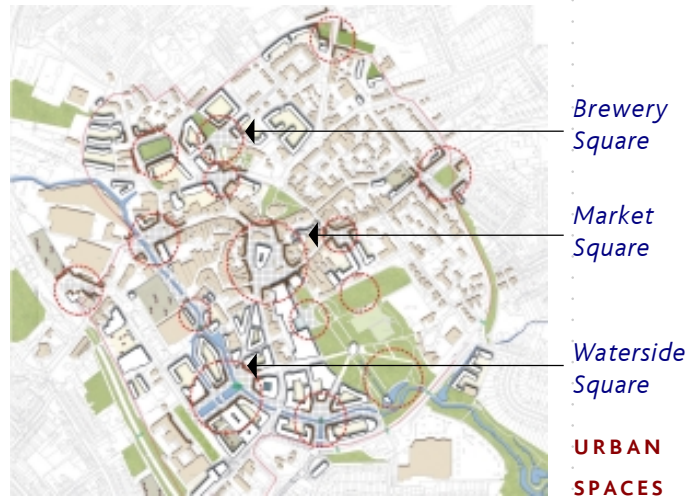 Brewery
Square
Market
Square
Waterside
Square
URBAN
SPACES